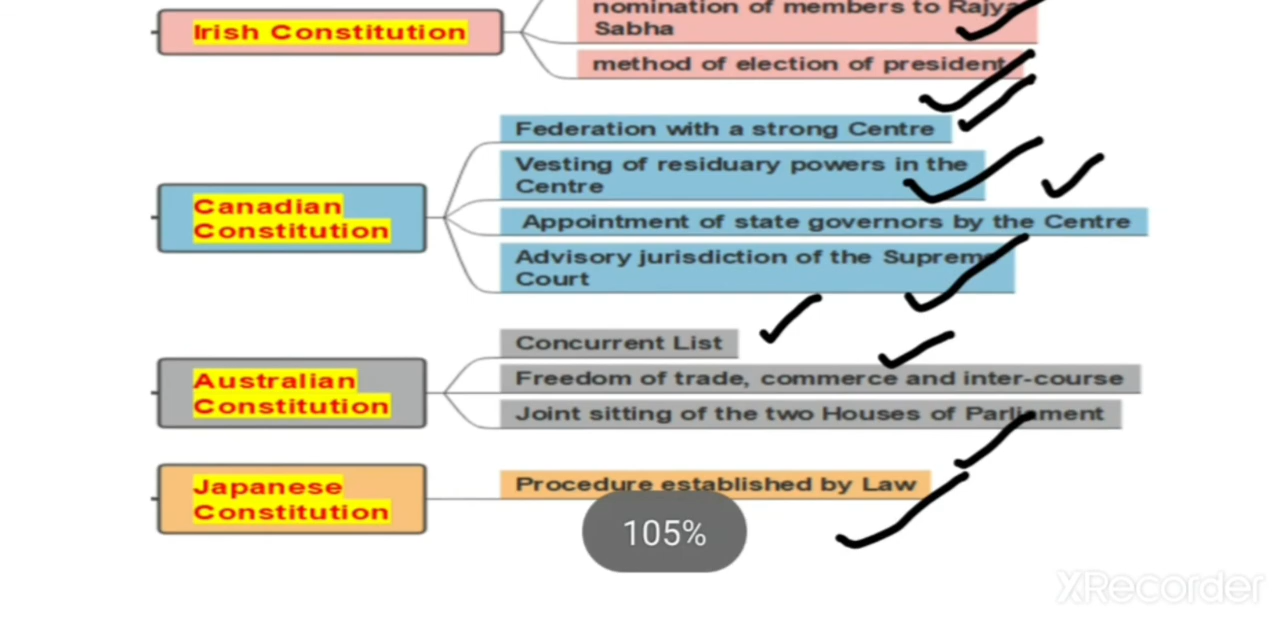 nomination of members to Rajya
Sabha
Irish Constitution
method of election of president
Federation with a strong Centre
Vesting of residuary powers in the
Centre
Canadian
Constitution
Appointment of state governors by the Centre
Advisory jurisdiction of the Supreme
Court
Concurrent List
Australian
Constitution
Freedom of trade, commerce and inter-course
Joint sitting of the two Houses of Parliament
Japanese
Constitution
Procedure established by Law
105%
XRecorder